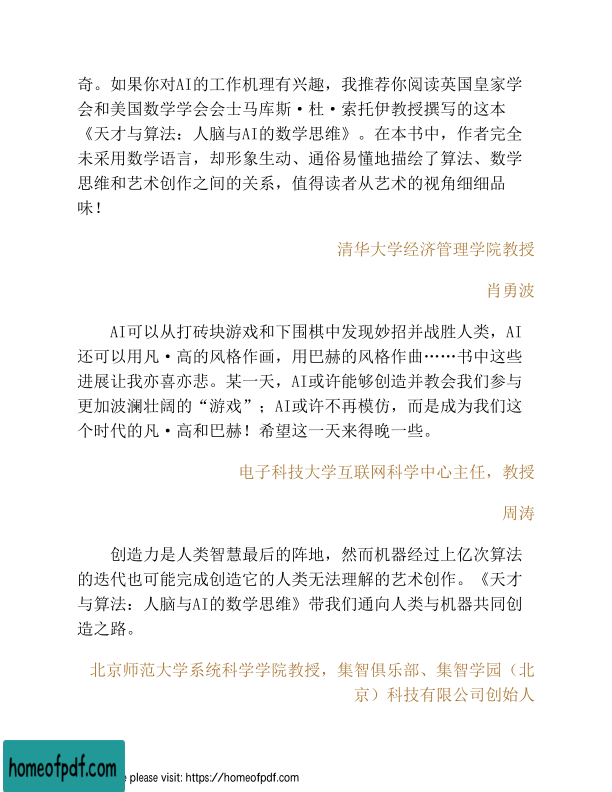 奇。如果你对AI的工作机理有兴趣，我推荐你阅读英国皇家学
会和美国数学学会会士马库斯·杜·索托伊教授撰写的这本
《天才与算法：人脑与AI的数学思维》。在本书中，作者完全
未采用数学语言，却形象生动、通俗易懂地描绘了算法、数学
思维和艺术创作之间的关系，值得读者从艺术的视角细细品
味！
清华大学经济管理学院教授
肖勇波
AI可以从打砖块游戏和下围棋中发现妙招并战胜人类，AI
还可以用凡·高的风格作画，用巴赫的风格作曲……书中这些
进展让我亦喜亦悲。某一天，AI或许能够创造并教会我们参与
更加波澜壮阔的“游戏”；AI或许不再模仿，而是成为我们这
个时代的凡·高和巴赫！希望这一天来得晚一些。
电子科技大学互联网科学中心主任，教授
周涛
创造力是人类智慧最后的阵地，然而机器经过上亿次算法
的迭代也可能完成创造它的人类无法理解的艺术创作。《天才
与算法：人脑与AI的数学思维》带我们通向人类与机器共同创
造之路。
北京师范大学系统科学学院教授，集智俱乐部、集智学园（北
京）科技有限公司创始人
homeofpdf.com
e please visit: https://homeofpdf.com